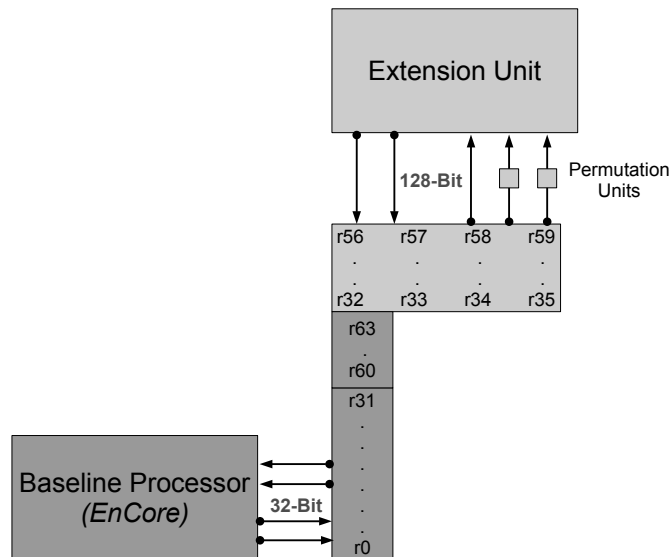 Extension Unit
128-Bit
Permutation
Units
r56 r57 r58 r59
. . . .
. . . .
r32 r33 r34 r35
r63
.
r60
r31
.
.
.
.
.
.
r0
Baseline Processor
(EnCore)
32-Bit